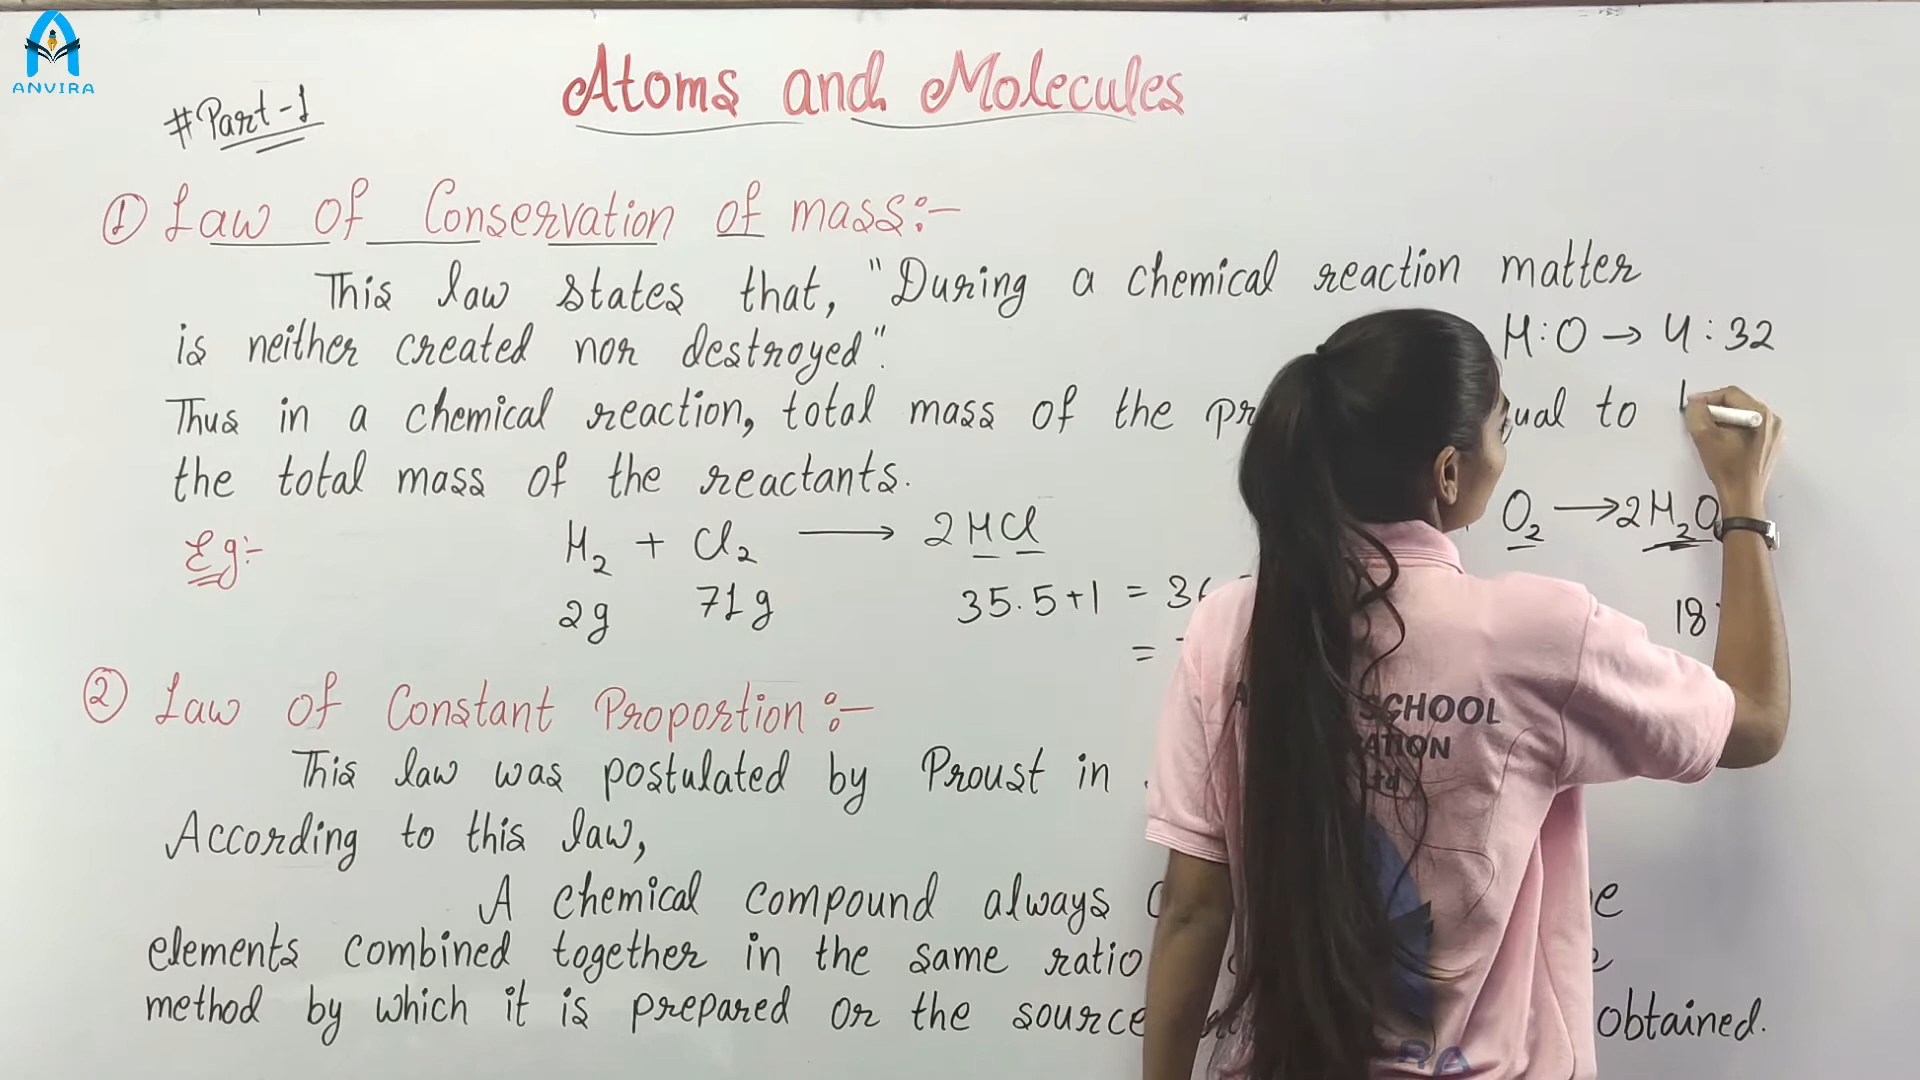 ANVIRA
#Part-1
Atoms and Molecules
① Law of Conservation of mass:-
This law states that, "During a chemical reaction matter
is neither created nor destroyed".
H:O → 4:32
Thus in a chemical reaction, total mass of the to
the total mass of the reactants.
Eg:-
H₂ + Cl₂ ⟶ 2HCl
O₂ → 2H₂O
2g 71g 35.5+1 =
18
=
② Law of Constant Proportion:-
This law was postulated by Proust in
According to this law,
A chemical compound always
elements combined together in the same ratio
method by which it is prepared or the source obtained.
SCHOOL
Ltd